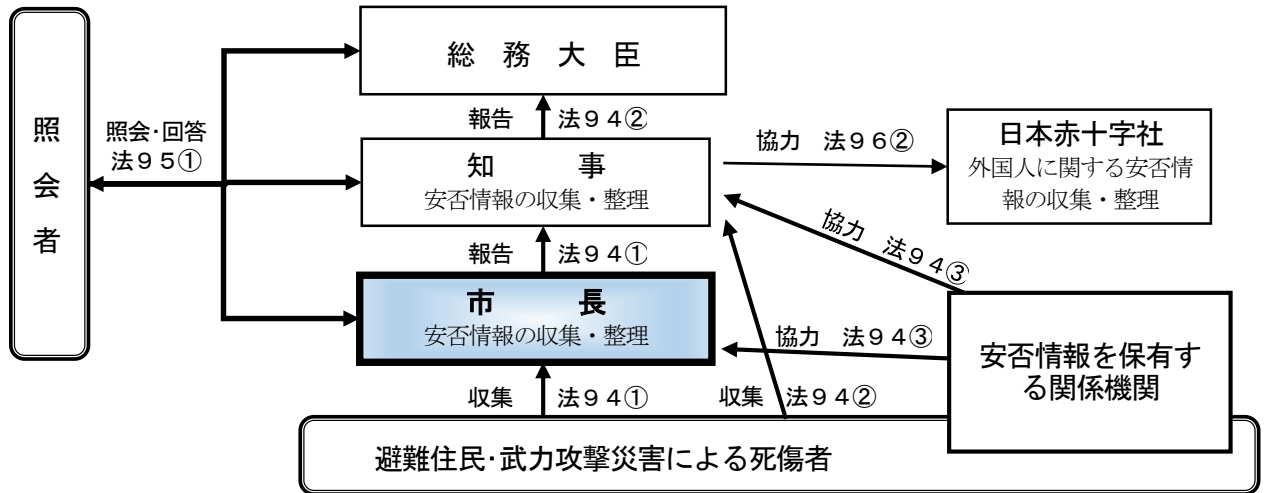 照会者
照会・回答
法９５①
総務大臣
報告　法９４②
知　事
安否情報の収集・整理
協力　法９６②
日本赤十字社
外国人に関する安否情
報の収集・整理
報告　法９４①
協力　法９４③
市　長
安否情報の収集・整理
協力　法９４③
安否情報を保有す
る関係機関
収集　法９４①
収集　法９４②
避難住民・武力攻撃災害による死傷者